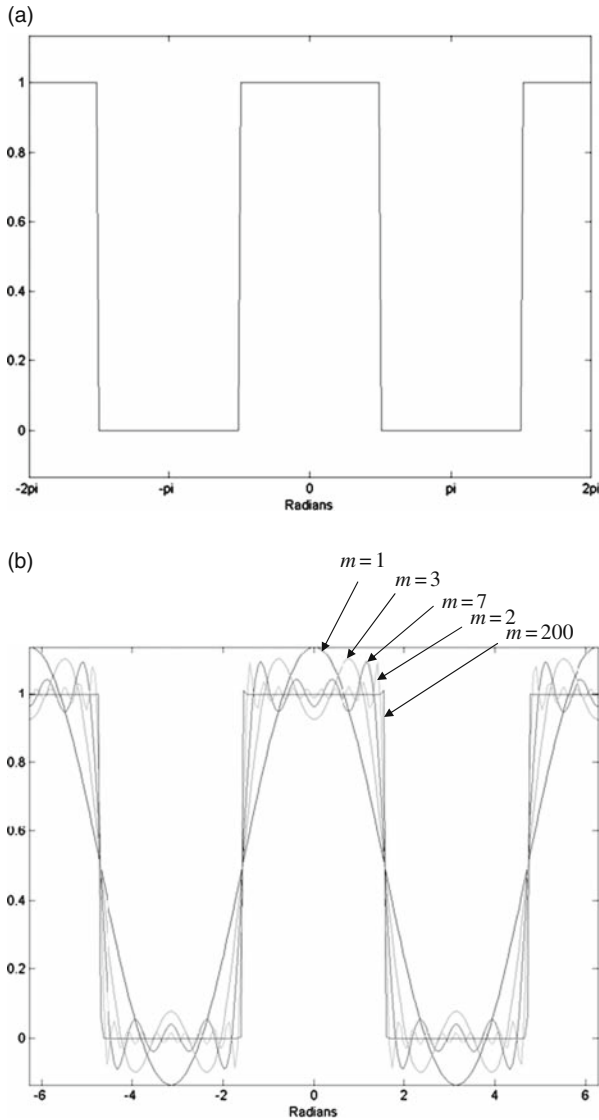 (a)
1
0.8
0.6
0.4
0.2
0
-2pi -pi 0 pi 2pi
Radians
(b)
m = 1
m = 3
m = 7
m = 2
m = 200
1
0.8
0.6
0.4
0.2
0
-6 -4 -2 0 2 4 6
Radians